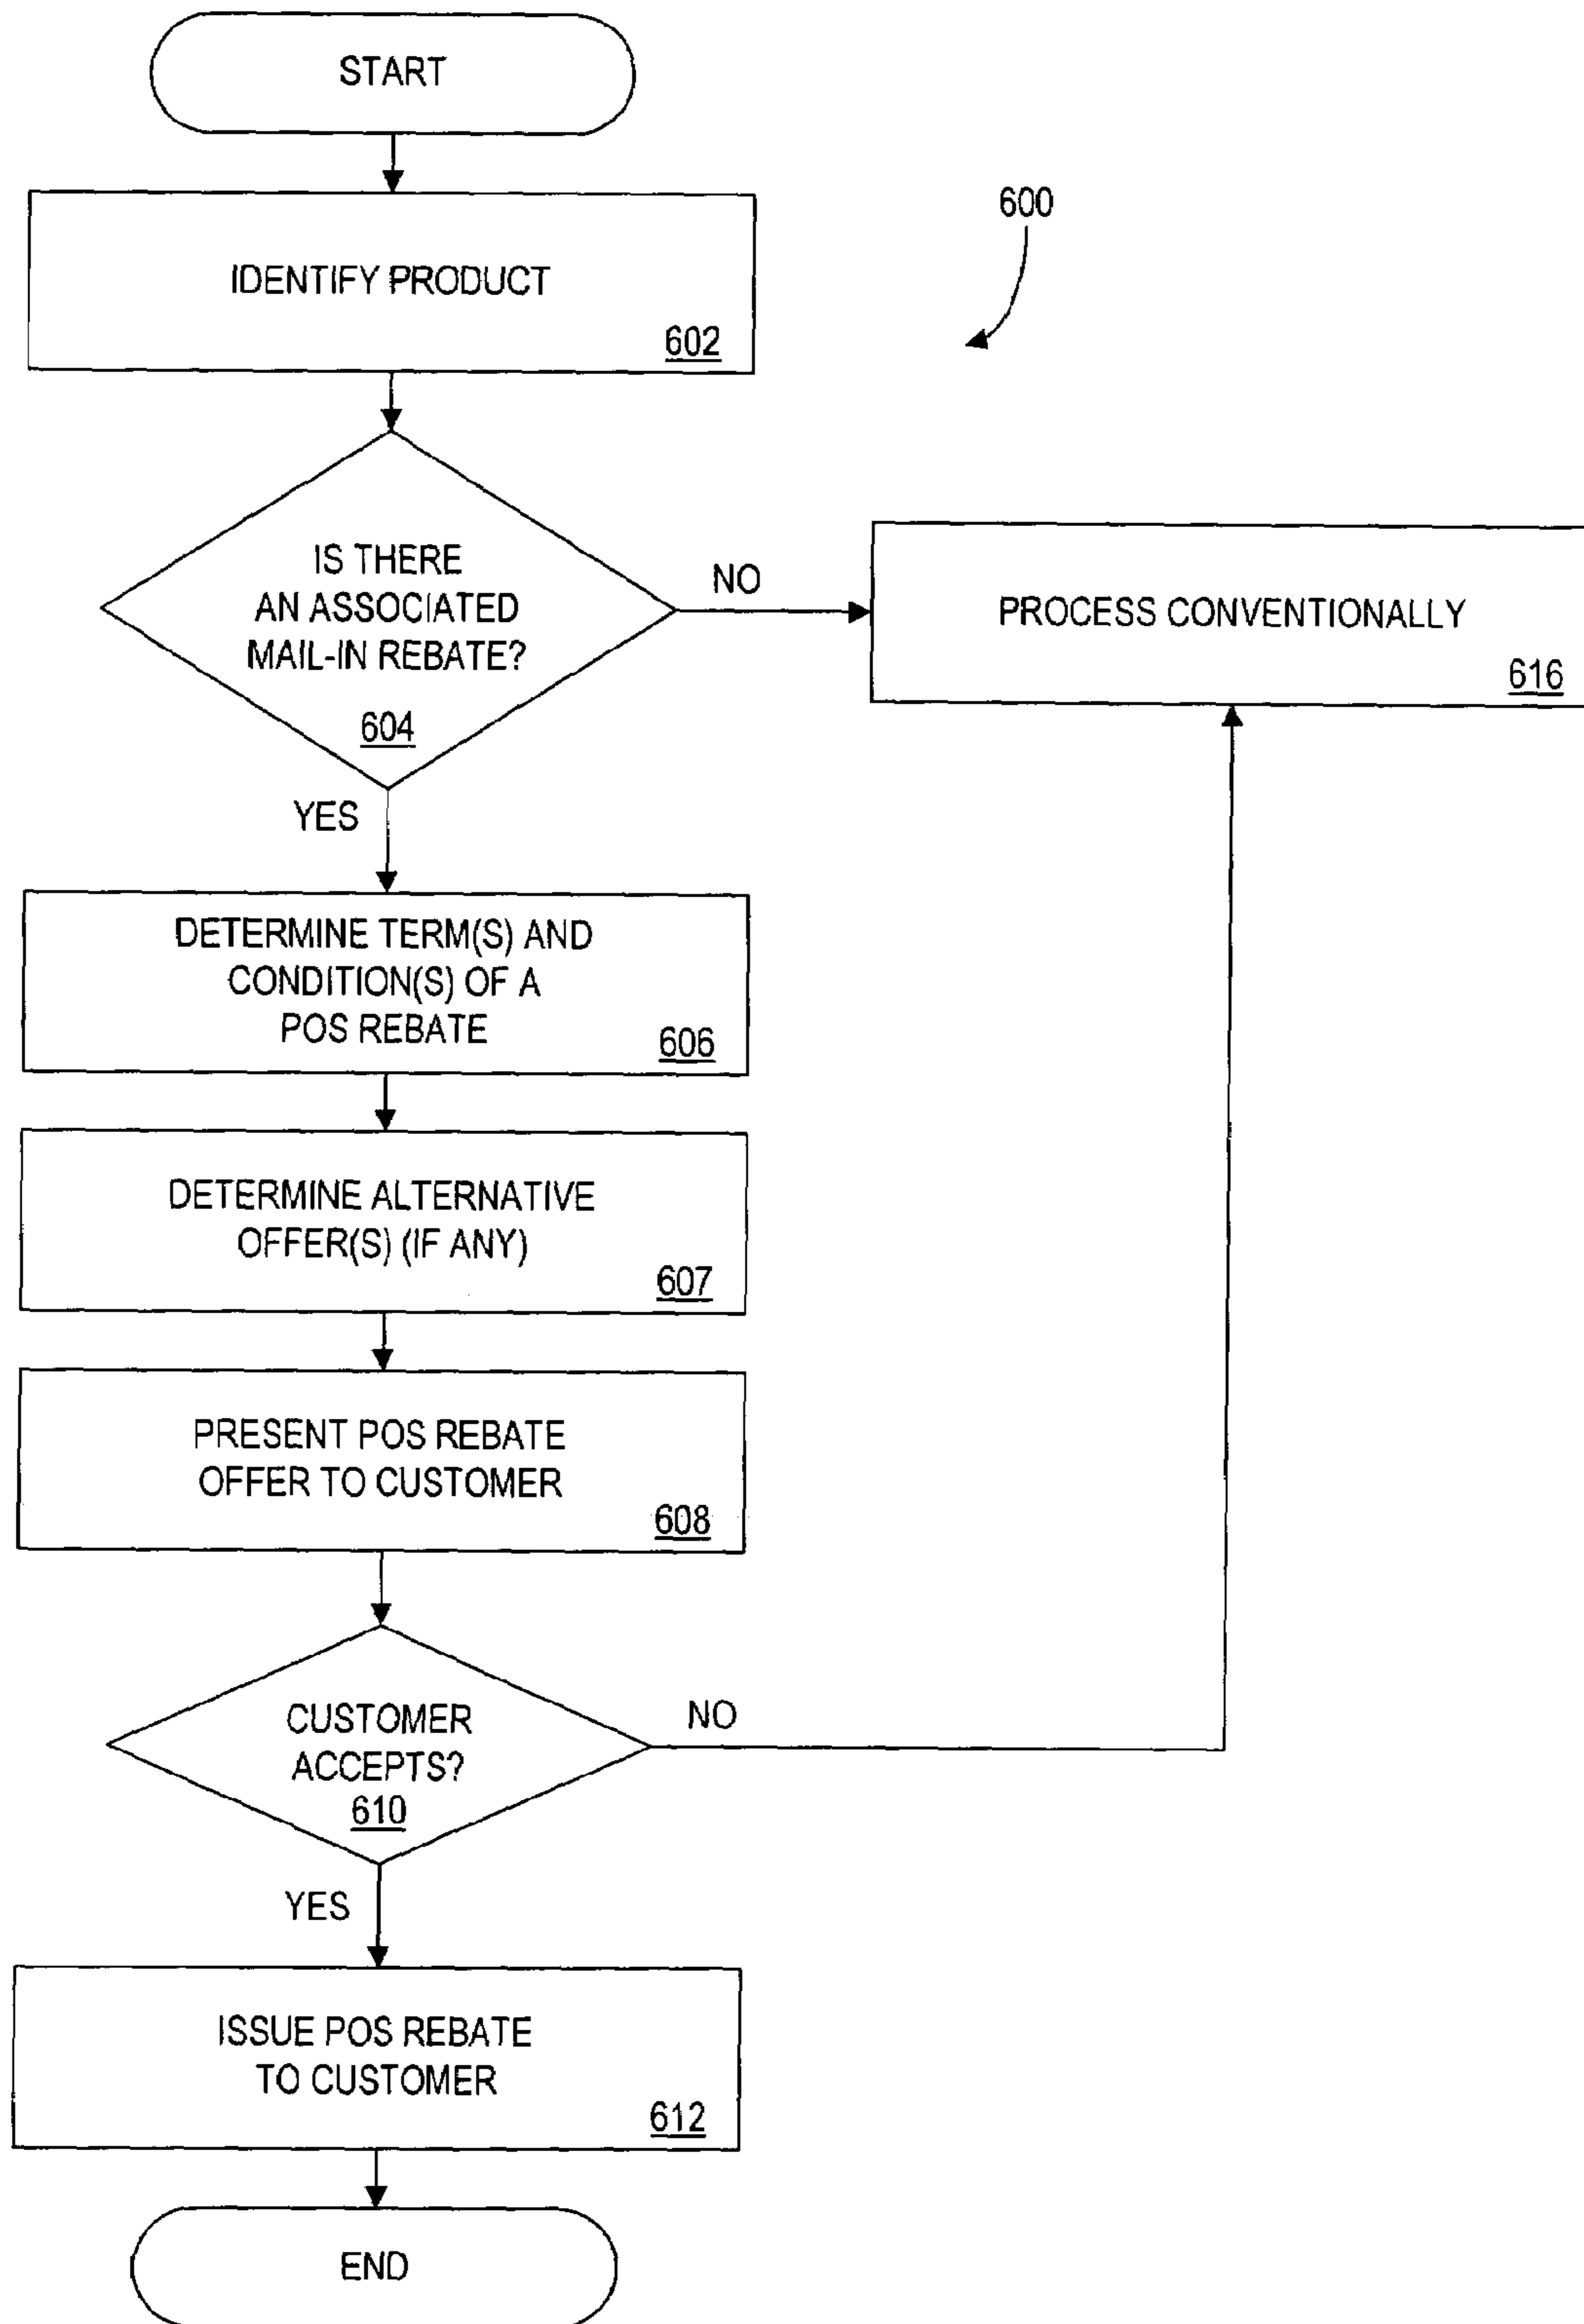 START
600
IDENTIFY PRODUCT
602
IS THERE
AN ASSOCIATED
MAIL-IN REBATE?
604
NO
PROCESS CONVENTIONALLY
616
YES
DETERMINE TERM(S) AND
CONDITION(S) OF A
POS REBATE
606
DETERMINE ALTERNATIVE
OFFER(S) (IF ANY)
607
PRESENT POS REBATE
OFFER TO CUSTOMER
608
CUSTOMER
ACCEPTS?
610
NO
YES
ISSUE POS REBATE
TO CUSTOMER
612
END